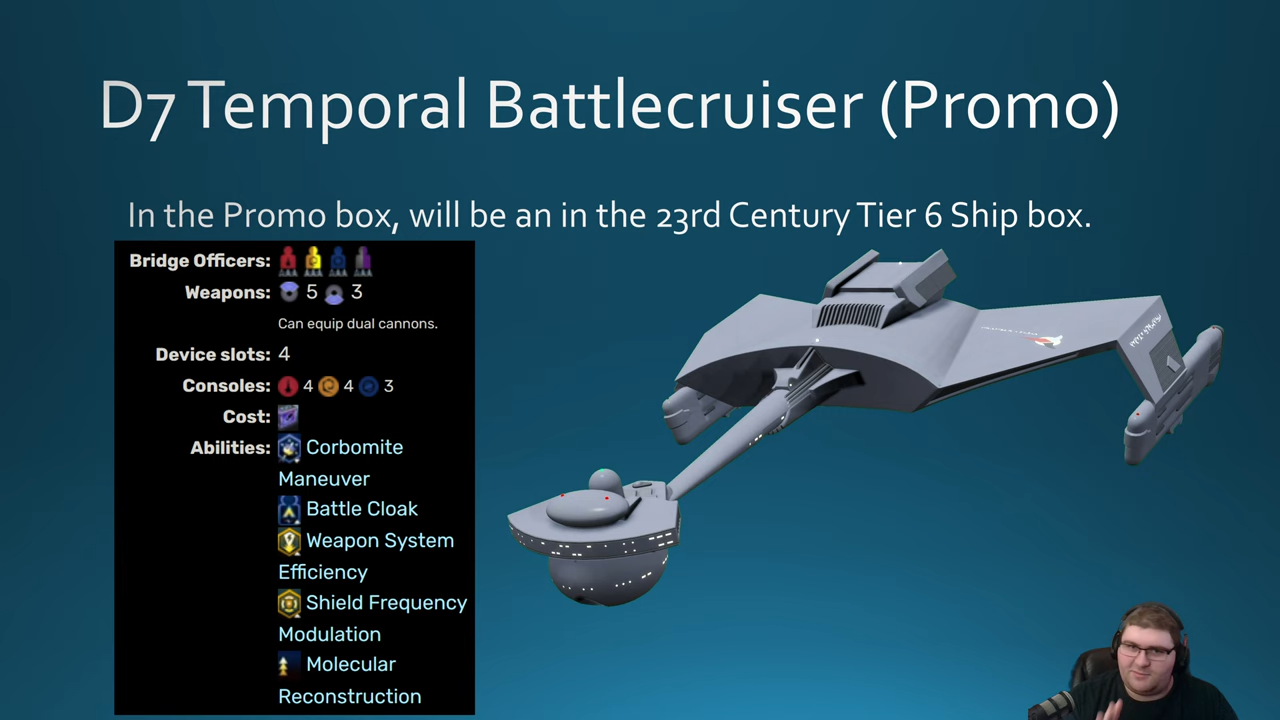 D7 Temporal Battlecruiser (Promo)
In the Promo box, will be an in the 23rd Century Tier 6 Ship box.
Bridge Officers:
Weapons: 5 3
Can equip dual cannons.
Device slots: 4
Consoles: 4 4 3
Cost:
Abilities: Corbomite
Maneuver
Battle Cloak
Weapon System
Efficiency
Shield Frequency
Modulation
Molecular
Reconstruction